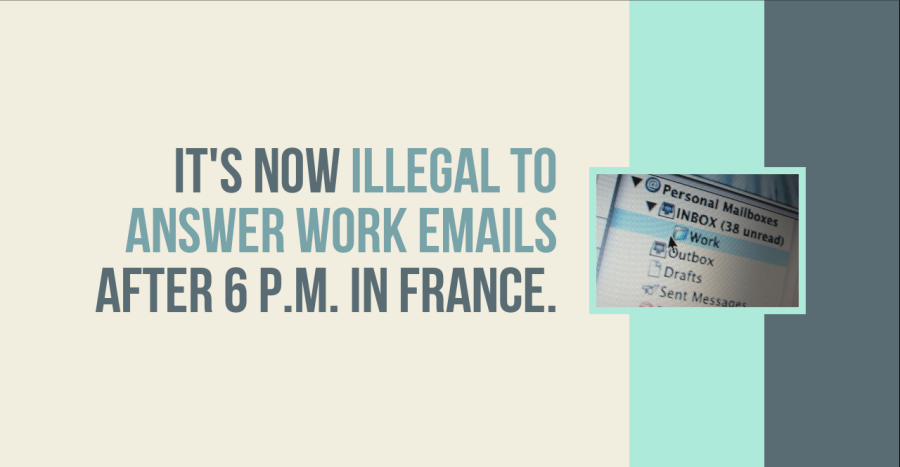 IT'S NOW ILLEGAL TO
ANSWER WORK EMAILS
AFTER 6 P.M. IN FRANCE.
Personal Mailboxes
INBOX (38 unread)
Work
Outbox
Drafts
Sent Messages